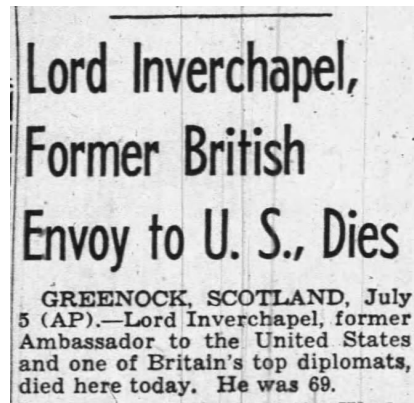 Lord Inverchapel,
Former British
Envoy to U. S., Dies
GREENOCK, SCOTLAND, July
5 (AP).—Lord Inverchapel, former
Ambassador to the United States
and one of Britain's top diplomats,
died here today. He was 69.